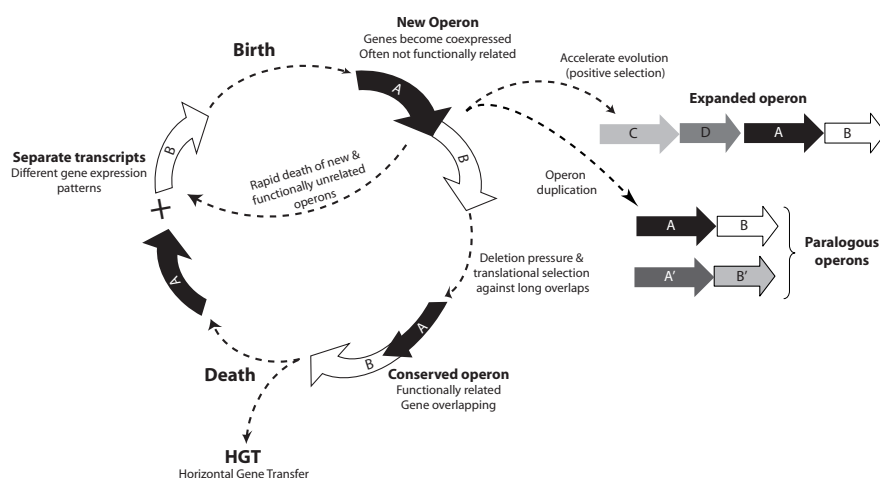 New Operon
Genes become coexpressed
Often not functionally related
Birth
A
B
Accelerate evolution
(positive selection)
Expanded operon
C
D
A
B
Separate transcripts
Different gene expression
patterns
B
+
A
Rapid death of new &
functionally unrelated
operons
Operon
duplication
A
B
A'
B'
Paralogous
operons
Deletion pressure &
translational selection
against long overlaps
A
B
Conserved operon
Functionally related
Gene overlapping
Death
HGT
Horizontal Gene Transfer